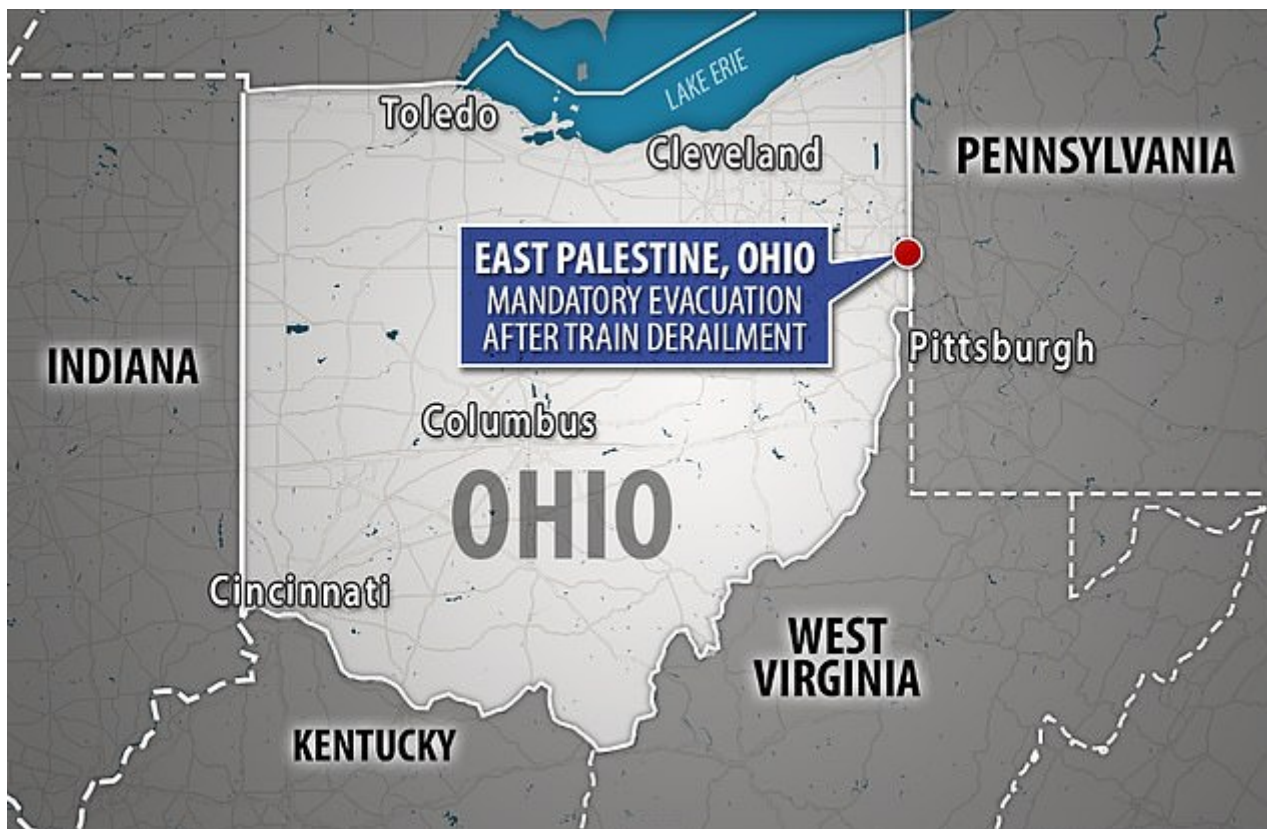 LAKE ERIE
Toledo
Cleveland
PENNSYLVANIA
EAST PALESTINE, OHIO
MANDATORY EVACUATION
AFTER TRAIN DERAILMENT
INDIANA
Pittsburgh
Columbus
OHIO
Cincinnati
WEST
VIRGINIA
KENTUCKY